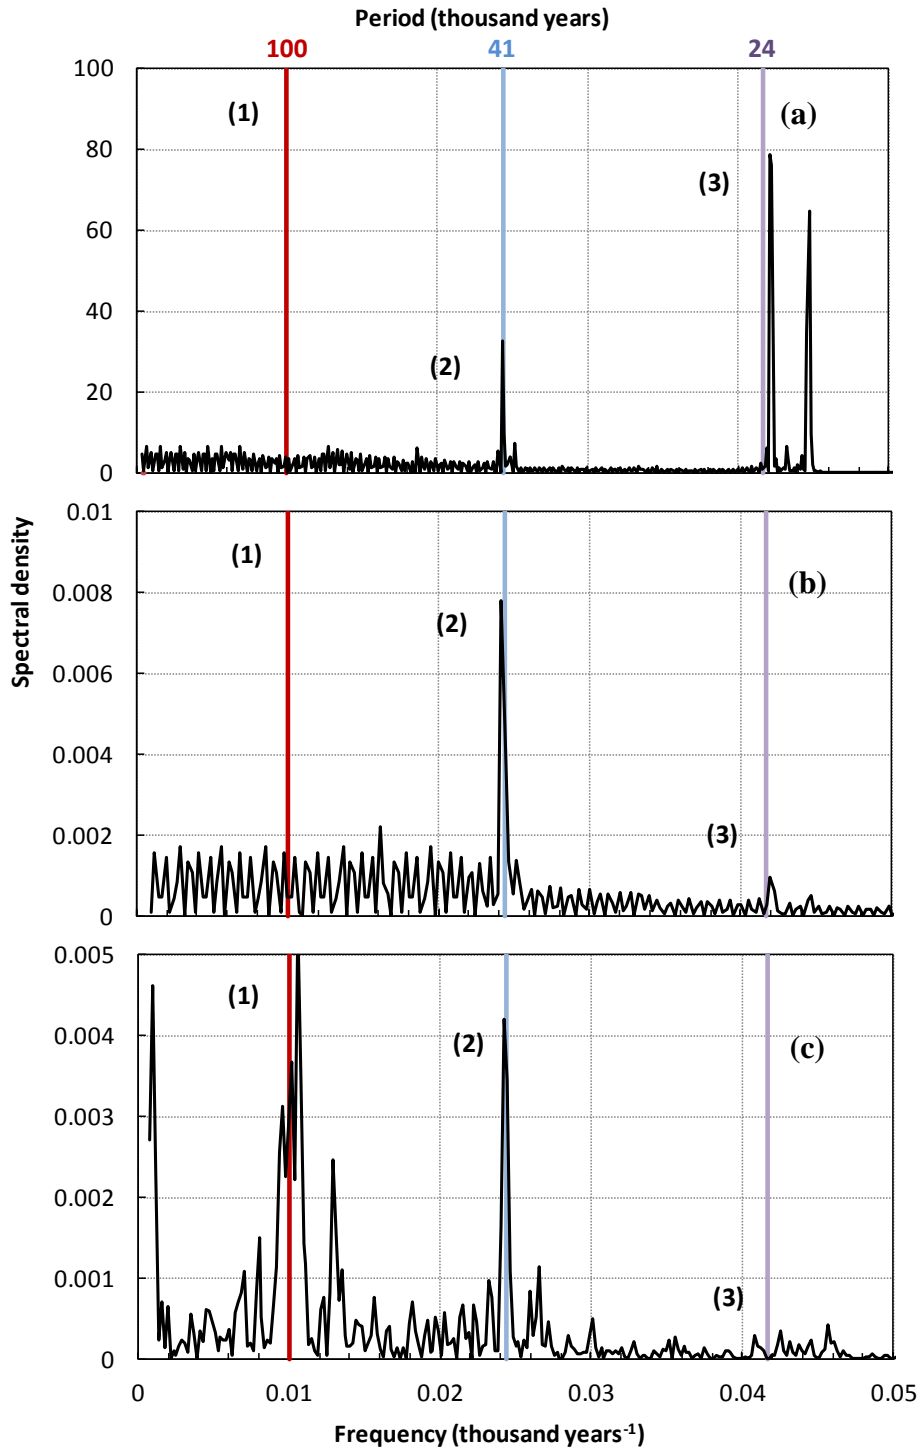 Period (thousand years)
100 41 24
100
(1) (a)
80
(3)
60
40
(2)
20
0
Spectral density
0.01
(1) (b)
0.008
(2)
0.006
0.004
0.002 (3)
0
0.005
(1)
(2) (c)
0.004
0.003
0.002
0.001
(3)
0
0 0.01 0.02 0.03 0.04 0.05
Frequency (thousand years⁻¹)